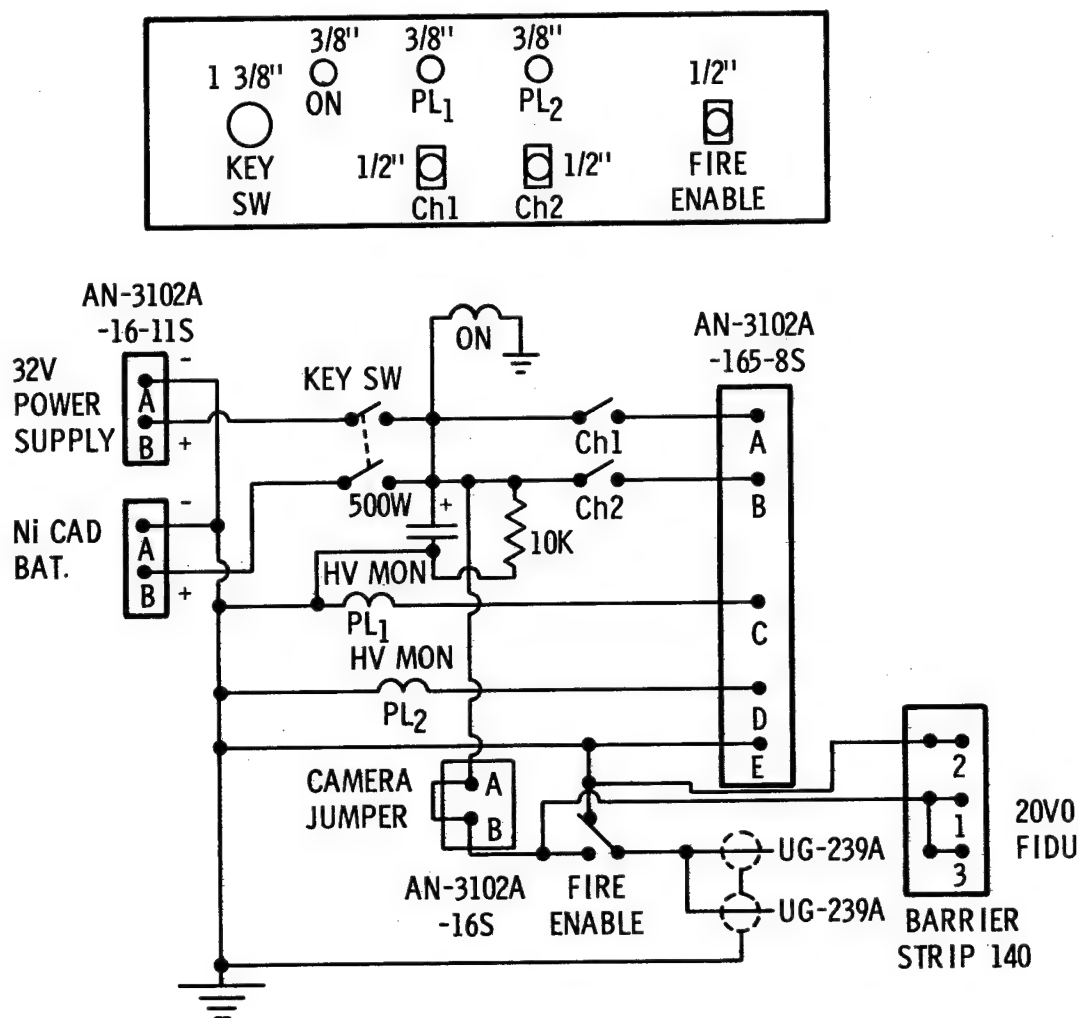 3/8" 3/8" 3/8"
1 3/8" 1/2"
ON PL1 PL2
KEY
SW
1/2" 1/2"
Ch1 Ch2
FIRE
ENABLE
AN-3102A
-16-11S
32V
POWER
SUPPLY
A -
B +
KEY SW
ON
AN-3102A
-165-8S
Ch1
A
500W
+
Ch2
B
10K
Ni CAD
BAT.
A -
B +
HV MON
PL1
C
HV MON
PL2
D
E
CAMERA
JUMPER
A
B
AN-3102A
-16S
FIRE
ENABLE
UG-239A
UG-239A
2
1
3
20V0
FIDU
BARRIER
STRIP 140